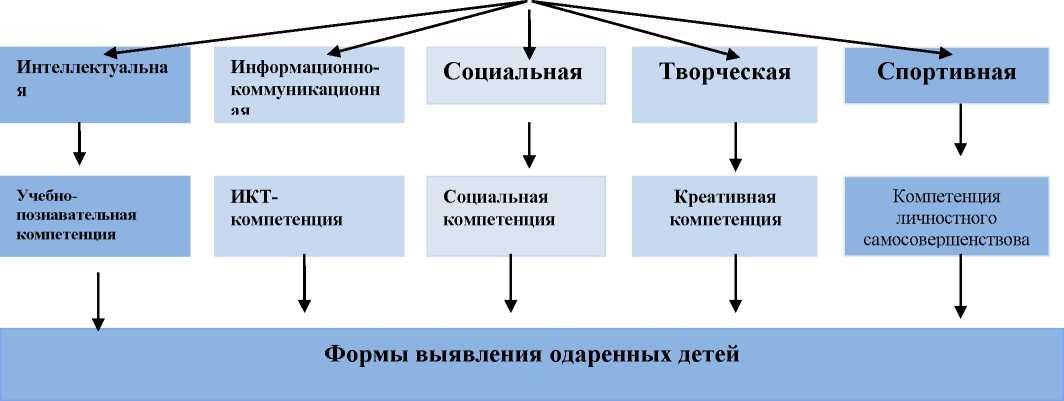 Интеллектуальна
я
Информационно-
коммуникационн
ая
Социальная
Творческая
Спортивная
Учебно-
познавательная
компетенция
ИКТ-
компетенция
Социальная
компетенция
Креативная
компетенция
Компетенция
личностного
самосовершенствова
Формы выявления одаренных детей